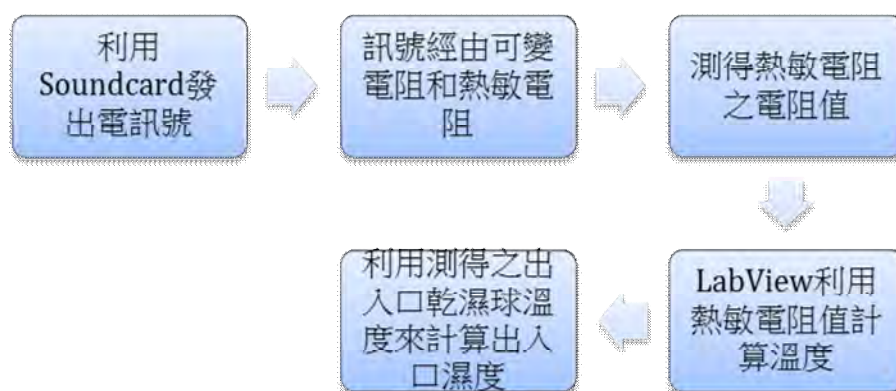 利用
Soundcard發
出電訊號
訊號經由可變
電阻和熱敏電
阻
測得熱敏電阻
之電阻值
LabView利用
熱敏電阻值計
算溫度
利用測得之出
入口乾濕球溫
度來計算出入
口濕度